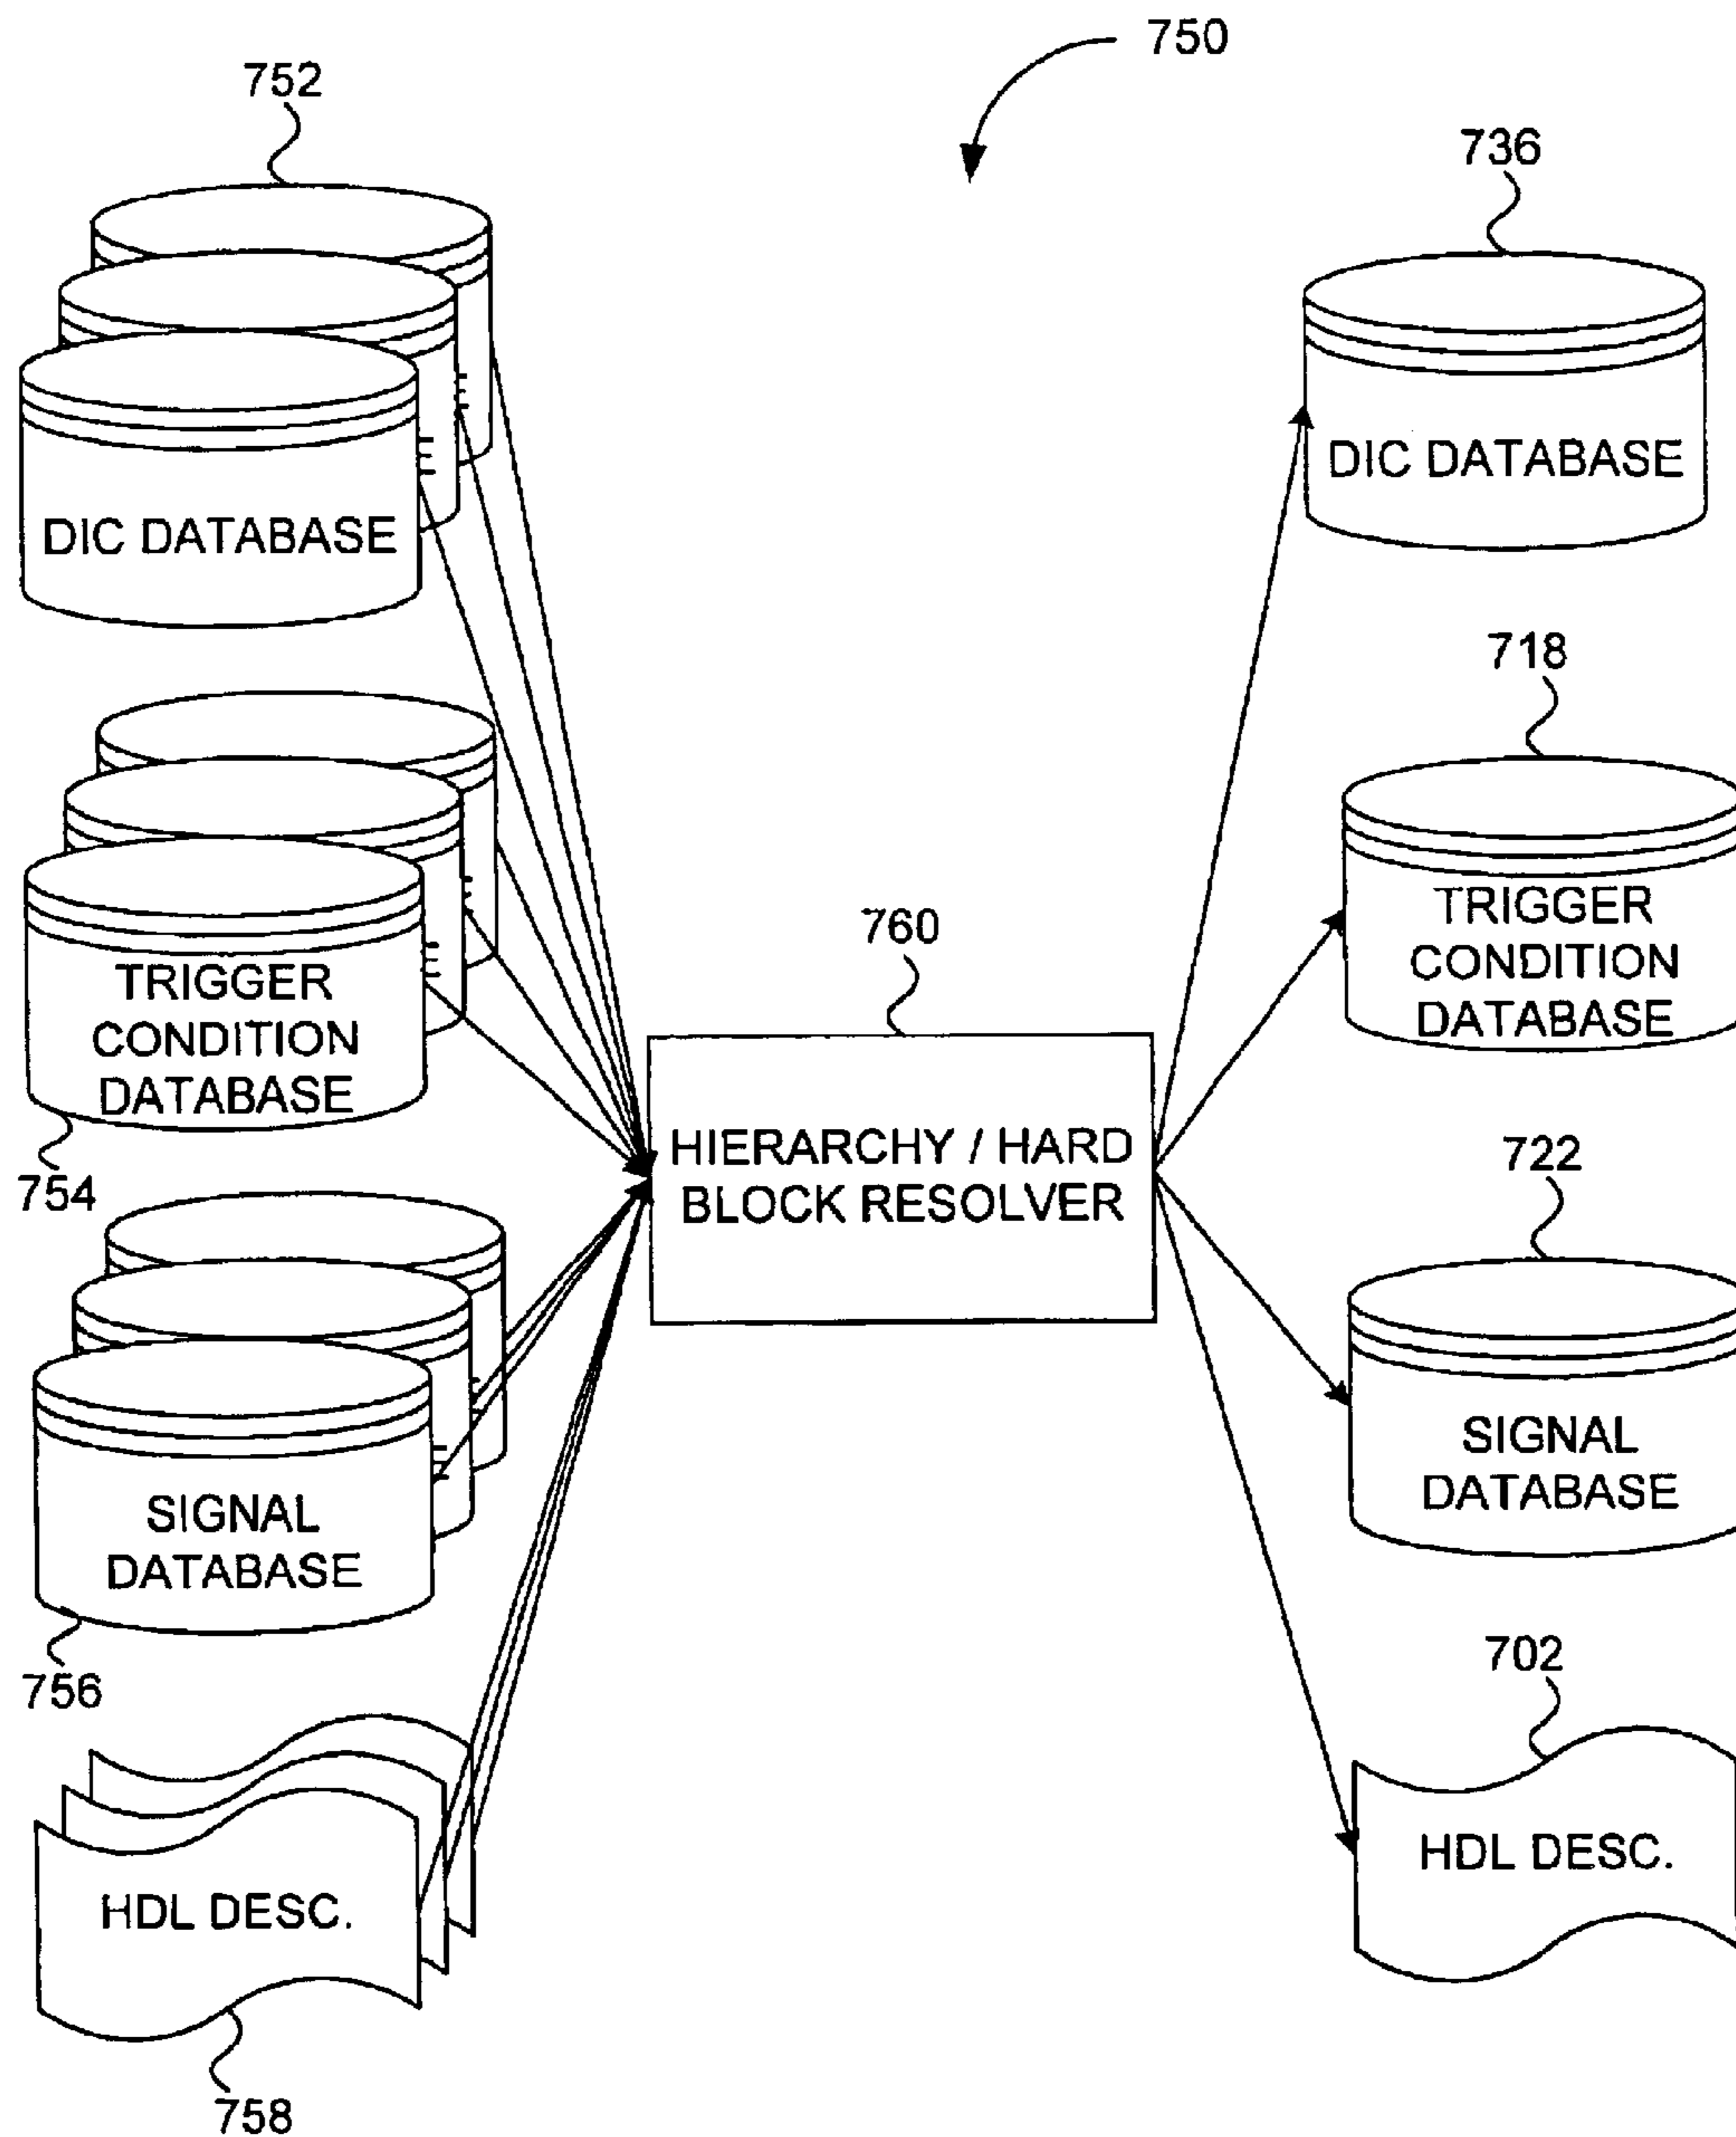 750
752
736
DIC DATABASE
DIC DATABASE
718
TRIGGER
CONDITION
DATABASE
760
TRIGGER
CONDITION
DATABASE
754
HIERARCHY / HARD
BLOCK RESOLVER
722
SIGNAL
DATABASE
SIGNAL
DATABASE
756
702
HDL DESC.
HDL DESC.
758